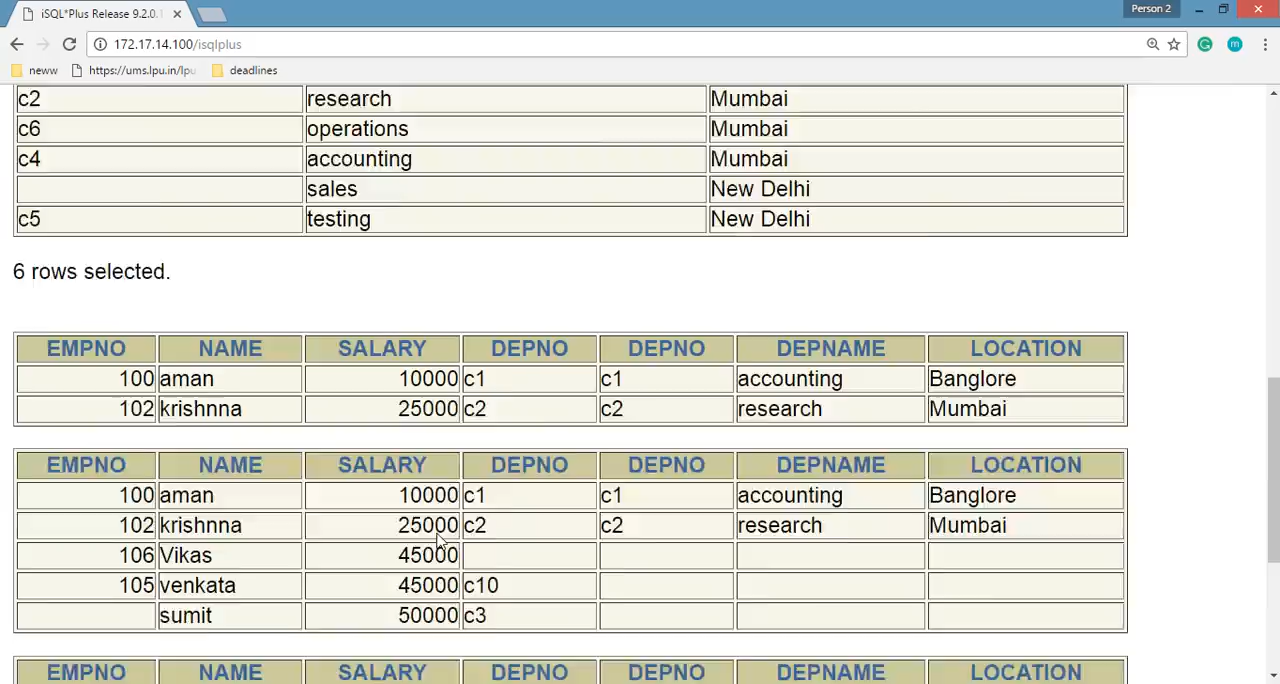 iSQL*Plus Release 9.2.0.1
Person 2
172.17.14.100/isqlplus
neww https://ums.lpu.in/lpu deadlines
c2 research Mumbai
c6 operations Mumbai
c4 accounting Mumbai
sales New Delhi
c5 testing New Delhi
6 rows selected.
EMPNO NAME SALARY DEPNO DEPNO DEPNAME LOCATION
100 aman 10000 c1 c1 accounting Banglore
102 krishnna 25000 c2 c2 research Mumbai
EMPNO NAME SALARY DEPNO DEPNO DEPNAME LOCATION
100 aman 10000 c1 c1 accounting Banglore
102 krishnna 25000 c2 c2 research Mumbai
106 Vikas 45000
105 venkata 45000 c10
sumit 50000 c3
EMPNO NAME SALARY DEPNO DEPNO DEPNAME LOCATION